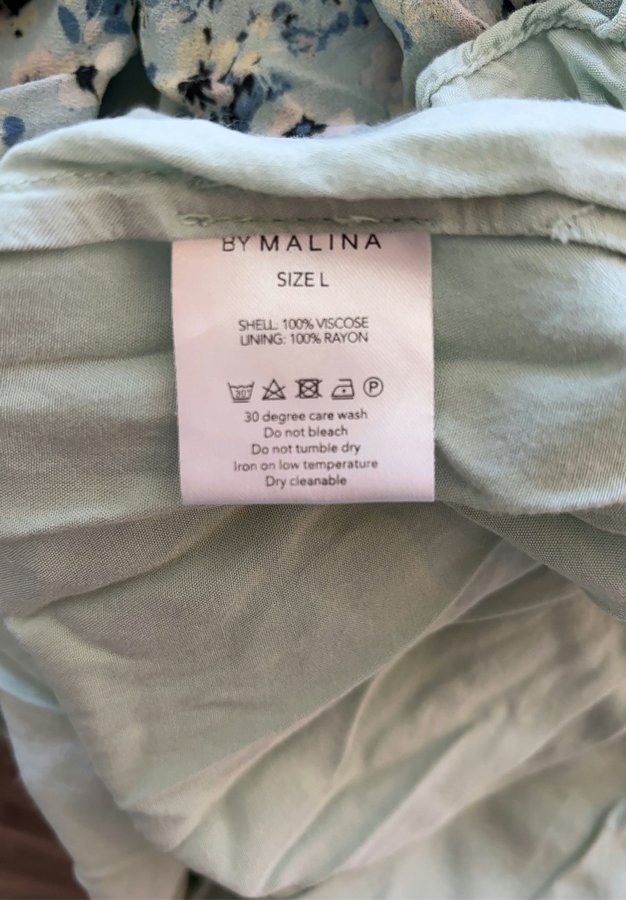 BY MALINA
SIZE L
SHELL: 100% VISCOSE
LINING: 100% RAYON
30° P
30 degree care wash
Do not bleach
Do not tumble dry
Iron on low temperature
Dry cleanable